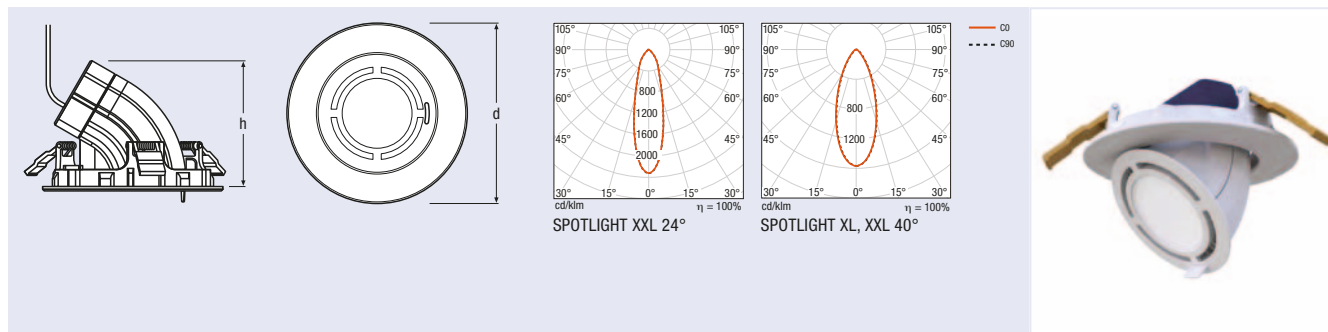 h
d
105° 105°
90° 90°
75° 75°
60° 60°
45° 45°
30° 15° 0° 15° 30°
800
1200
1600
2000
cd/klm η = 100%
SPOTLIGHT XXL 24°
105° 105°
90° 90°
75° 75°
60° 60°
45° 45°
30° 15° 0° 15° 30°
800
1200
cd/klm η = 100%
SPOTLIGHT XL, XXL 40°
C0
C90